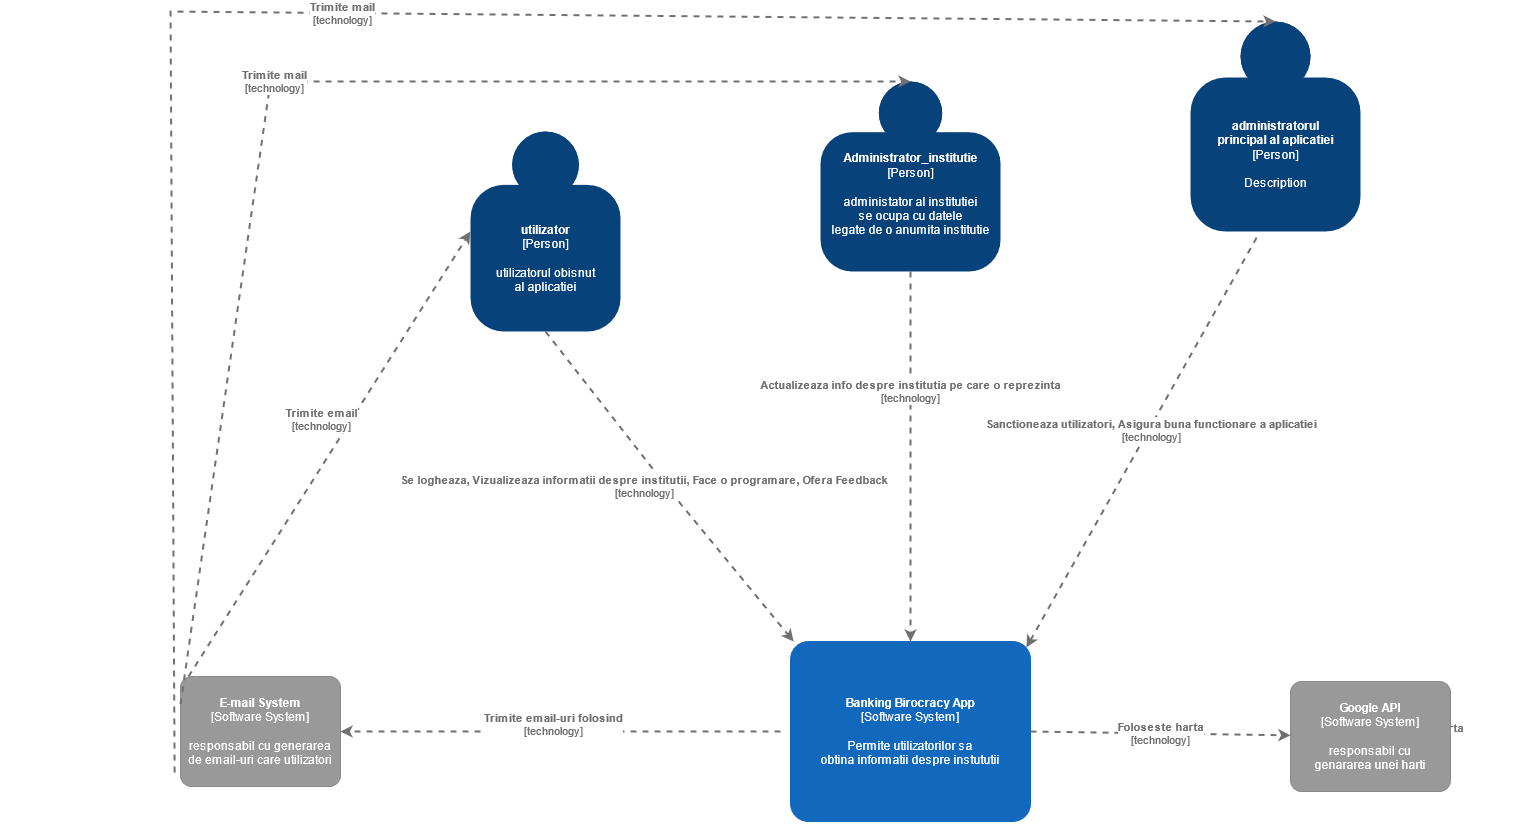 Trimite mail
[technology]
Trimite mail
[technology]
administratorul
principal al aplicatiei
[Person]
Description
Administrator_institutie
[Person]
administator al institutiei
se ocupa cu datele
legate de o anumita institutie
utilizator
[Person]
utilizatorul obisnut
al aplicatiei
Actualizeaza info despre institutia pe care o reprezinta
[technology]
Trimite email
[technology]
Sanctioneaza utilizatori, Asigura buna functionare a aplicatiei
[technology]
Se logheaza, Vizualizeaza informatii despre institutii, Face o programare, Ofera Feedback
[technology]
E-mail System
[Software System]
responsabil cu generarea
de email-uri care utilizatori
Trimite email-uri folosind
[technology]
Banking Birocracy App
[Software System]
Permite utilizatorilor sa
obtina informatii despre instututii
Foloseste harta
[technology]
Google API
[Software System]
responsabil cu
genararea unei harti
rta